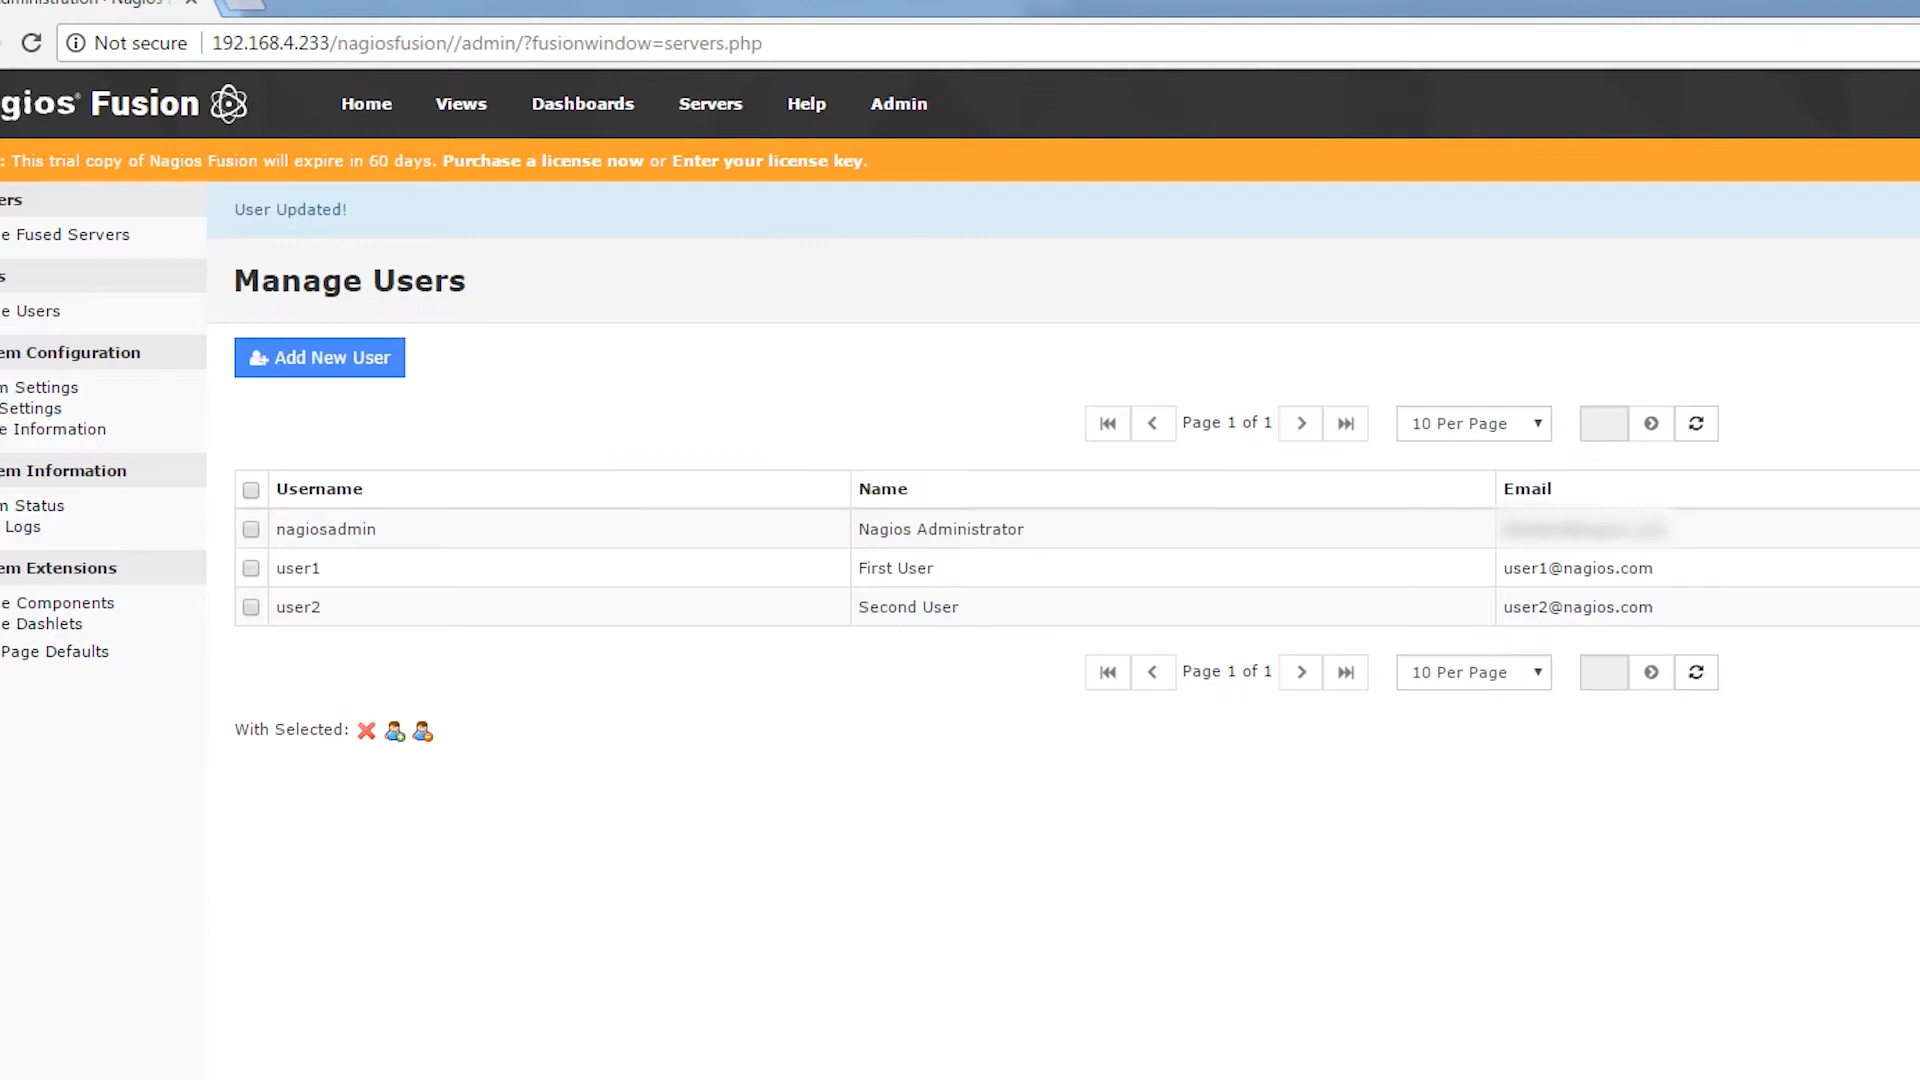 Not secure 192.168.4.233/nagiosfusion//admin/?fusionwindow=servers.php
gios® Fusion Home Views Dashboards Servers Help Admin
: This trial copy of Nagios Fusion will expire in 60 days. Purchase a license now or Enter your license key.
ers
e Fused Servers
s
e Users
em Configuration
m Settings
Settings
e Information
em Information
m Status
Logs
em Extensions
e Components
e Dashlets
Page Defaults
User Updated!
Manage Users
Add New User
Page 1 of 1 10 Per Page
Username Name Email
nagiosadmin Nagios Administrator
user1 First User user1@nagios.com
user2 Second User user2@nagios.com
Page 1 of 1 10 Per Page
With Selected: